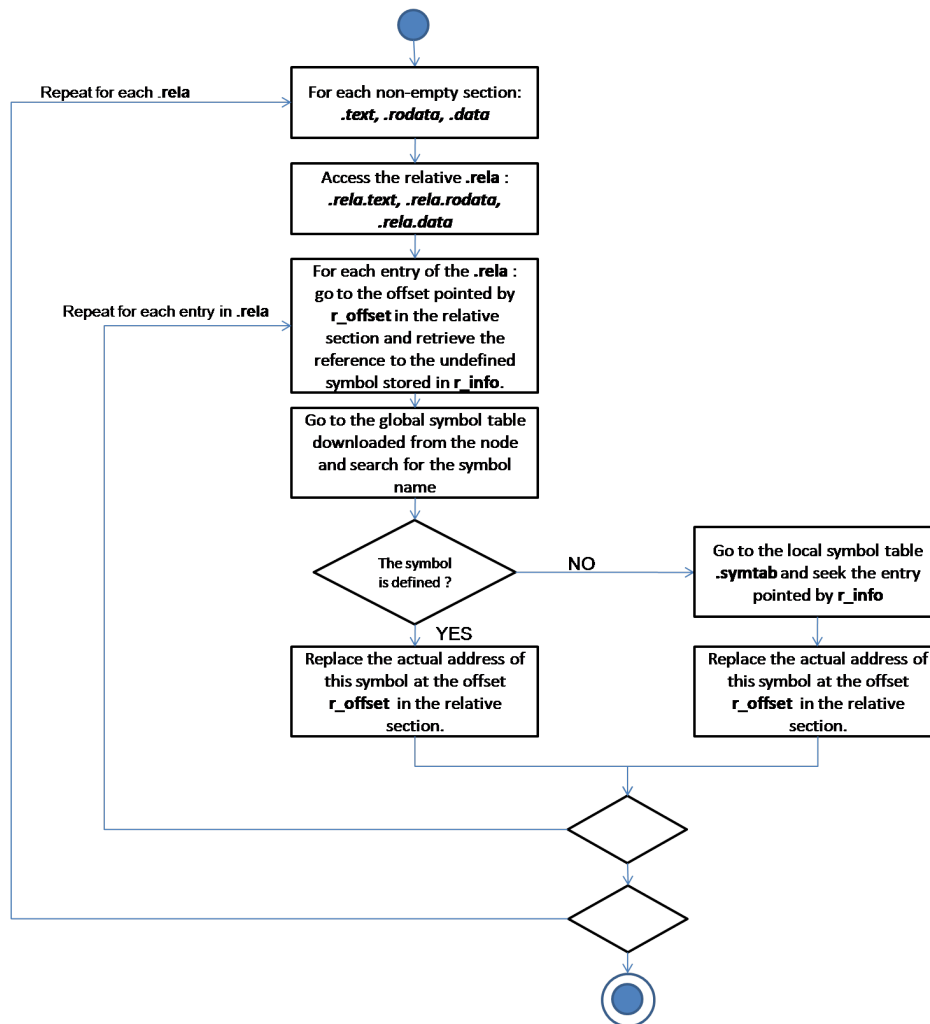 Repeat for each .rela
For each non-empty section:
.text, .rodata, .data
Access the relative .rela :
.rela.text, .rela.rodata,
.rela.data
Repeat for each entry in .rela
For each entry of the .rela :
go to the offset pointed by
r_offset in the relative
section and retrieve the
reference to the undefined
symbol stored in r_info.
Go to the global symbol table
downloaded from the node
and search for the symbol
name
The symbol
is defined ?
NO
Go to the local symbol table
.symtab and seek the entry
pointed by r_info
YES
Replace the actual address of
this symbol at the offset
r_offset in the relative
section.
Replace the actual address of
this symbol at the offset
r_offset in the relative
section.